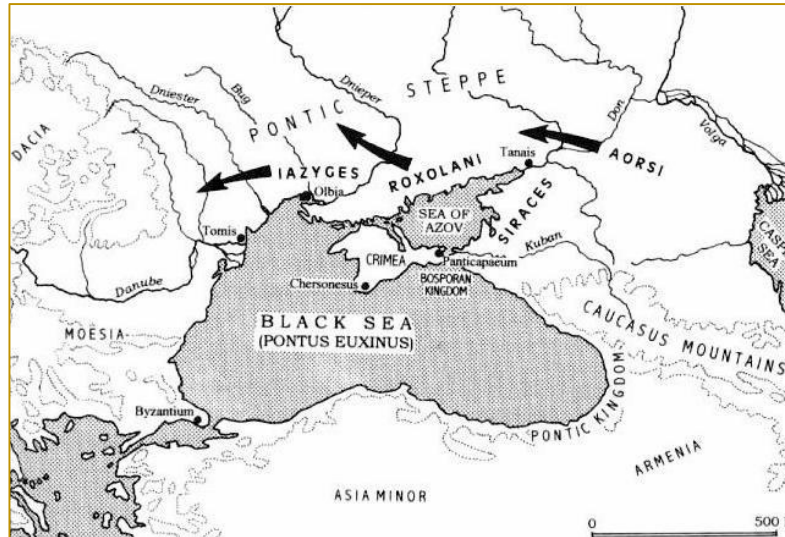 Dniester
Bug
Dnieper
PONTIC STEPPE
Don
Volga
DACIA
IAZYGES
ROXOLANI
Tanais
AORSI
Olbia
SEA OF
AZOV
SIRACES
CASP
SEA
Tomis
CRIMEA
Panticapaeum
Kuban
BOSPORAN
KINGDOM
Danube
Chersonesus
MOËSIA
BLACK SEA
(PONTUS EUXINUS)
CAUCASUS MOUNTAINS
Byzantium
PONTIC KINGDOM
ARMENIA
ASIA MINOR
0 500